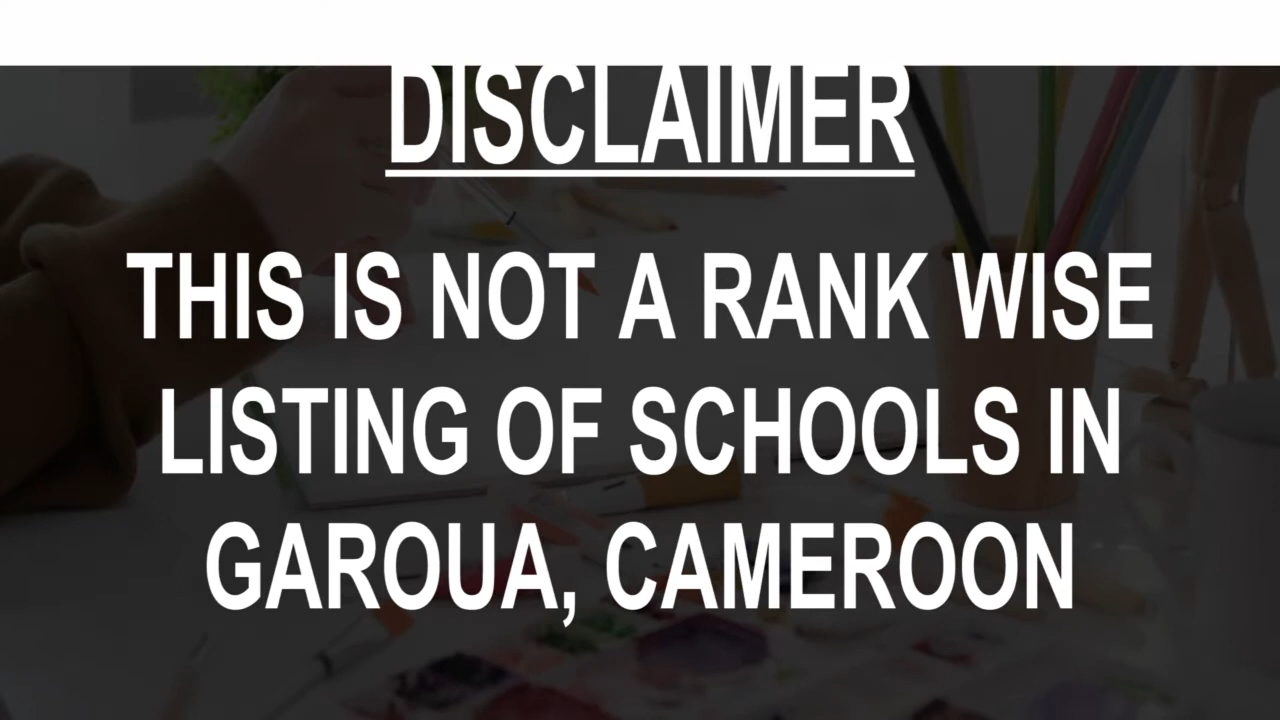 DISCLAIMER
THIS IS NOT A RANK WISE
LISTING OF SCHOOLS IN
GAROUA, CAMEROON